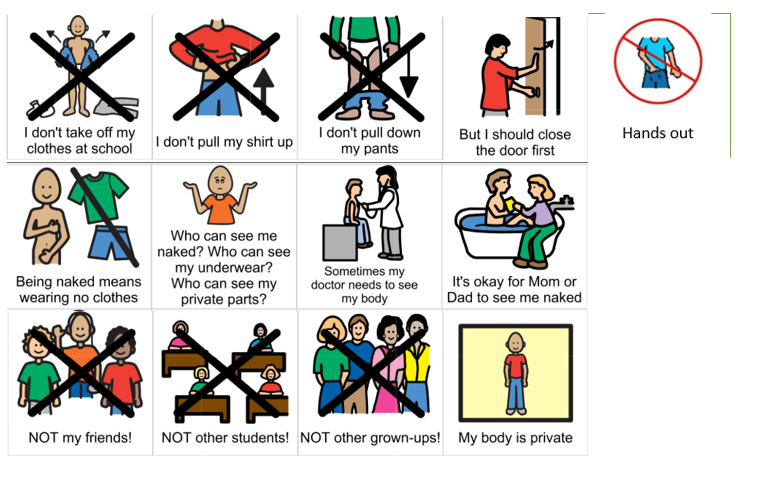 I don't take off my
clothes at school
I don't pull my shirt up
I don't pull down
my pants
But I should close
the door first
Hands out
Being naked means
wearing no clothes
Who can see me
naked? Who can see
my underwear?
Who can see my
private parts?
Sometimes my
doctor needs to see
my body
It's okay for Mom or
Dad to see me naked
NOT my friends!
NOT other students!
NOT other grown-ups!
My body is private